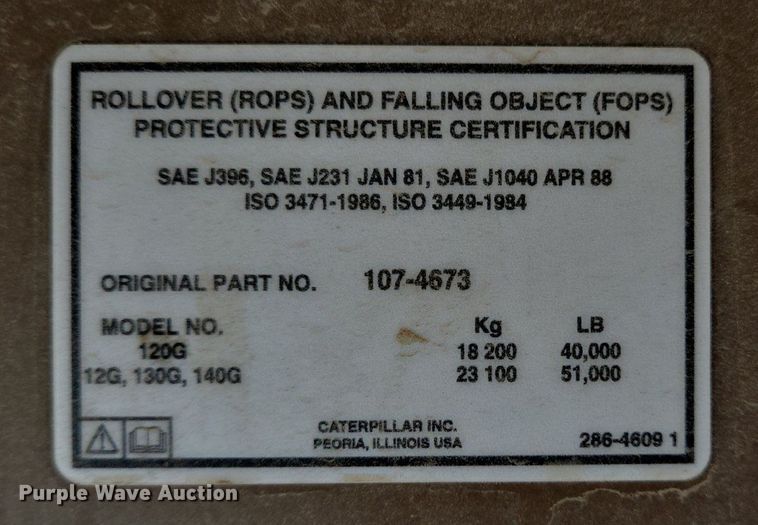 ROLLOVER (ROPS) AND FALLING OBJECT (FOPS)
PROTECTIVE STRUCTURE CERTIFICATION
SAE J396, SAE J231 JAN 81, SAE J1040 APR 88
ISO 3471-1986, ISO 3449-1984
ORIGINAL PART NO. 107-4673
MODEL NO. Kg LB
120G 18 200 40,000
12G, 130G, 140G 23 100 51,000
CATERPILLAR INC.
PEORIA, ILLINOIS USA
286-4609 1
Purple Wave Auction